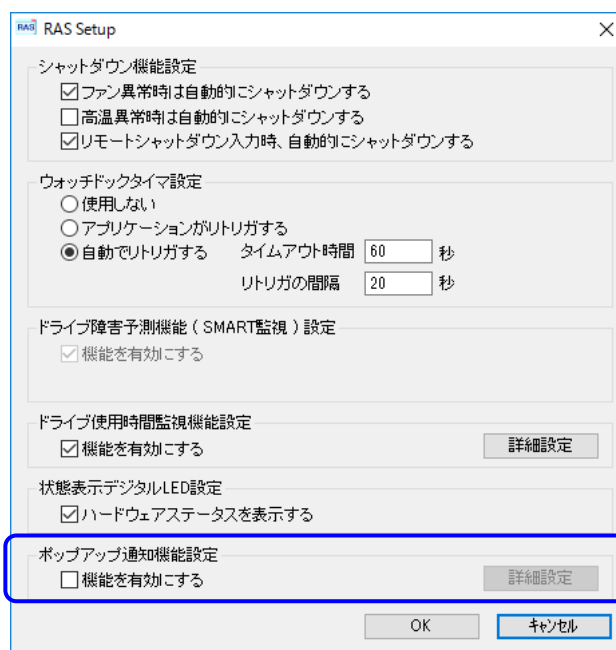 RAS RAS Setup
シャットダウン機能設定
ファン異常時は自動的にシャットダウンする
高温異常時は自動的にシャットダウンする
リモートシャットダウン入力時、自動的にシャットダウンする
ウォッチドックタイマ設定
使用しない
アプリケーションがリトリガする
自動でリトリガする タイムアウト時間 60 秒
リトリガの間隔 20 秒
ドライブ障害予測機能 ( SMART監視 ) 設定
機能を有効にする
ドライブ使用時間監視機能設定
機能を有効にする 詳細設定
状態表示デジタルLED設定
ハードウェアステータスを表示する
ポップアップ通知機能設定
機能を有効にする 詳細設定
OK キャンセル